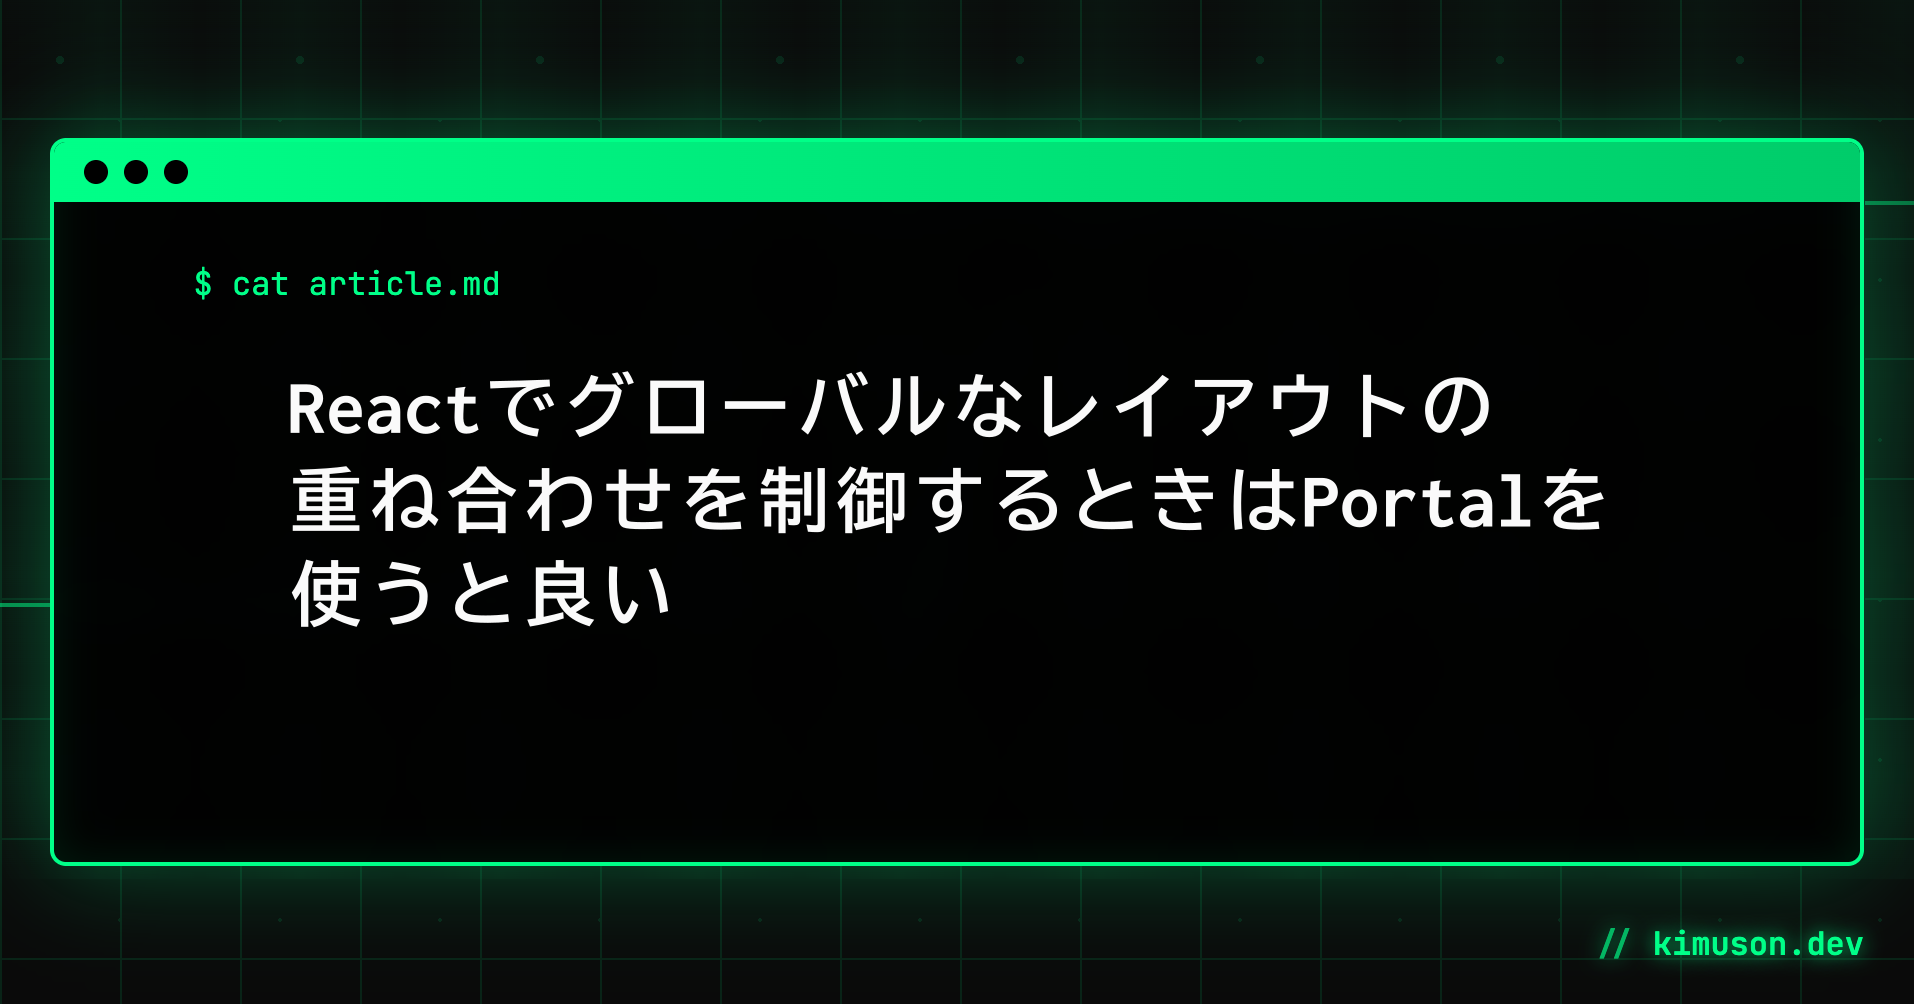 $ cat article.md
Reactでグローバルなレイアウトの
重ね合わせを制御するときはPortalを
使うと良い
// kimuson.dev